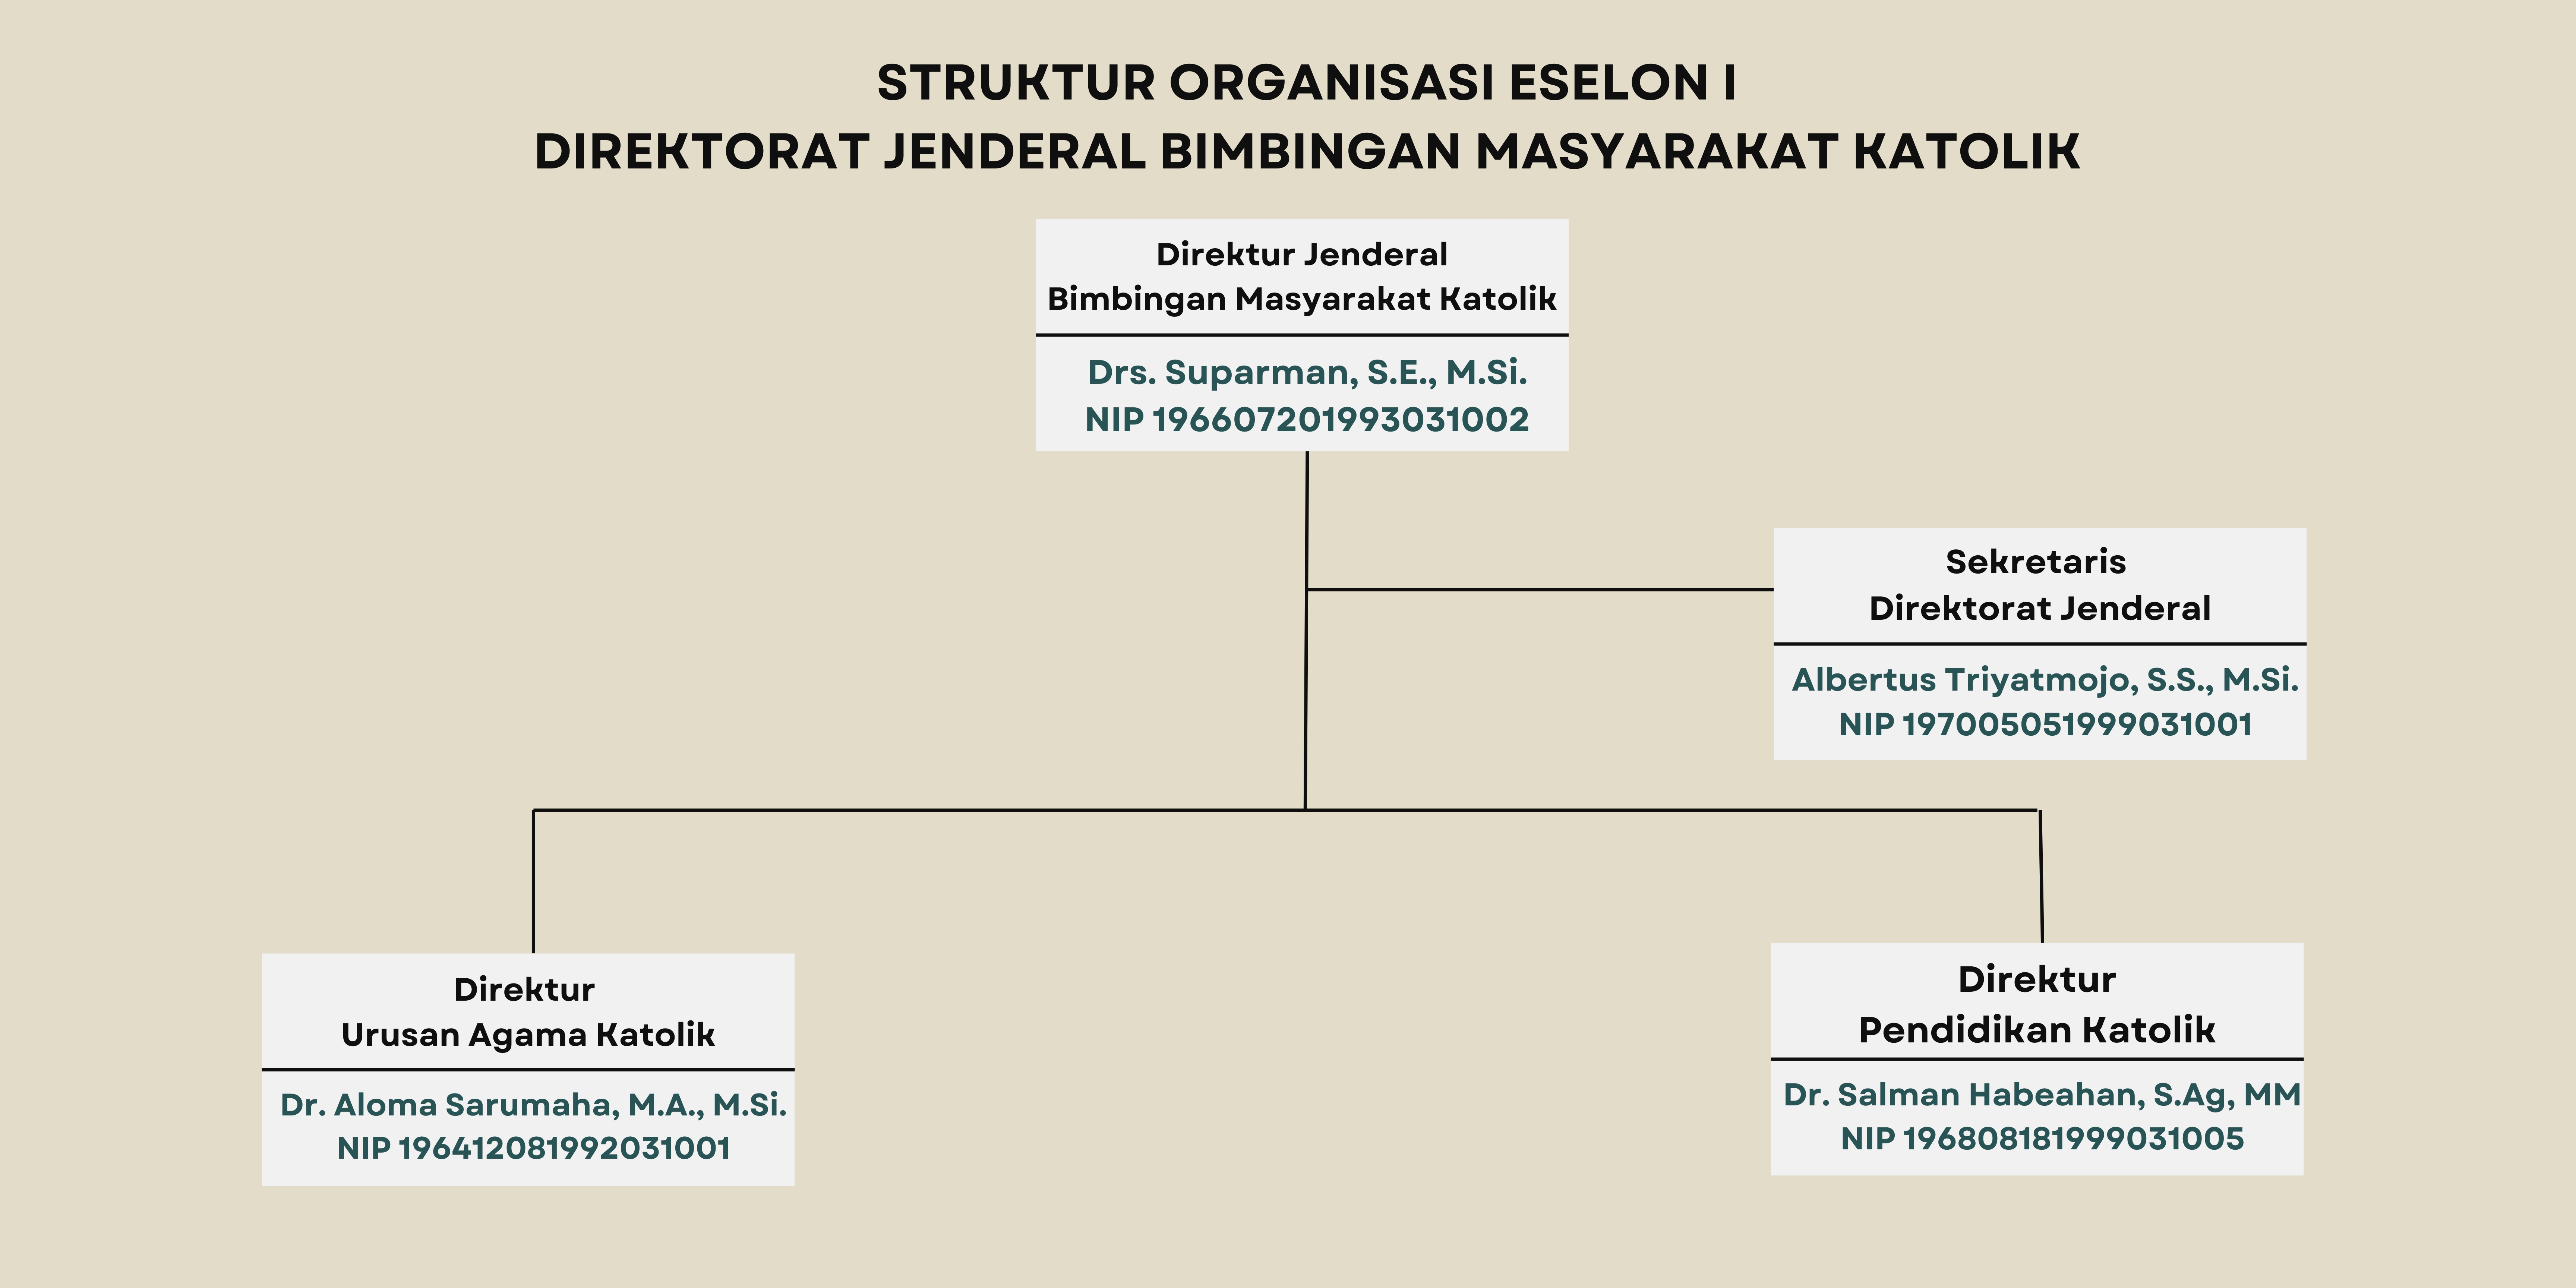 STRUKTUR ORGANISASI ESELON I
DIREKTORAT JENDERAL BIMBINGAN MASYARAKAT KATOLIK
Direktur Jenderal
Bimbingan Masyarakat Katolik
Drs. Suparman, S.E., M.Si.
NIP 196607201993031002
Sekretaris
Direktorat Jenderal
Albertus Triyatmojo, S.S., M.Si.
NIP 197005051999031001
Direktur
Urusan Agama Katolik
Dr. Aloma Sarumaha, M.A., M.Si.
NIP 196412081992031001
Direktur
Pendidikan Katolik
Dr. Salman Habeahan, S.Ag, MM
NIP 196808181999031005